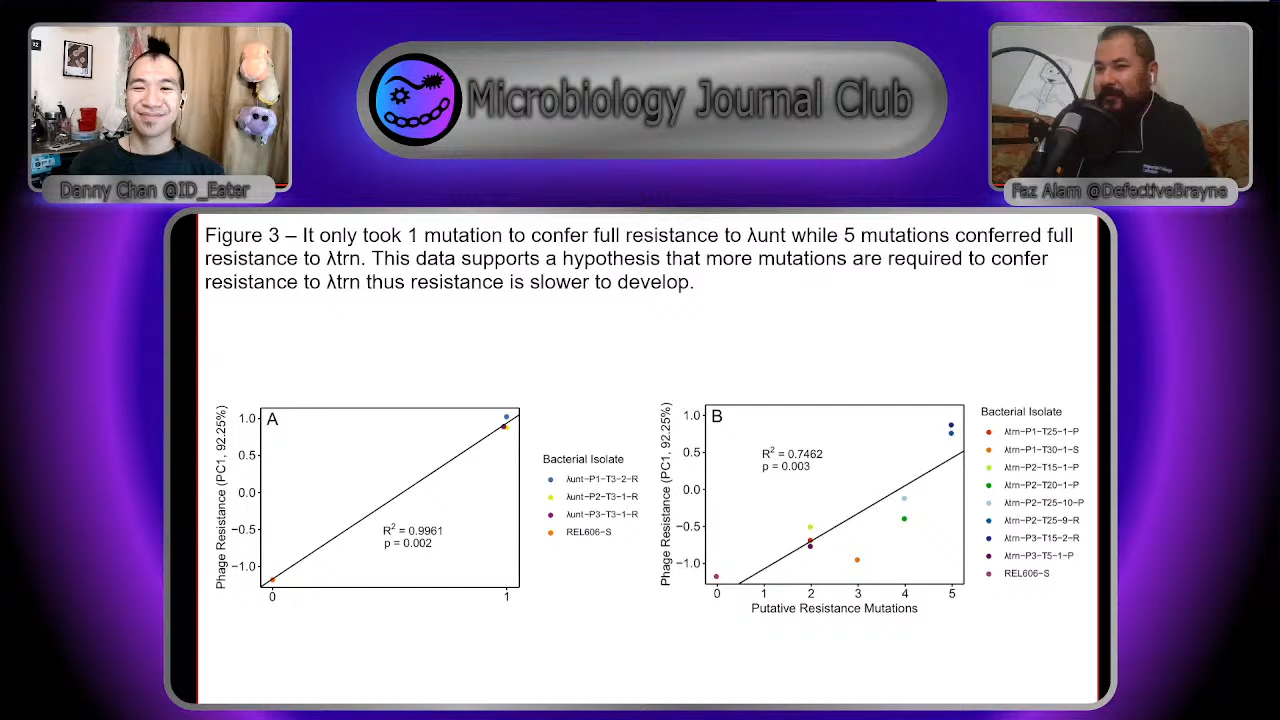 Microbiology Journal Club
Danny Chan @ID_Eater
Faz Alam @DefectiveBrayne
Figure 3 – It only took 1 mutation to confer full resistance to λunt while 5 mutations conferred full
resistance to λtrn. This data supports a hypothesis that more mutations are required to confer
resistance to λtrn thus resistance is slower to develop.
Phage Resistance (PC1, 92.25%)
1.0
0.5
0.0
−0.5
−1.0
A
R² = 0.9961
p = 0.002
0
1
Bacterial Isolate
λunt−P1−T3−2−R
λunt−P2−T3−1−R
λunt−P3−T3−1−R
REL606−S
Phage Resistance (PC1, 92.25%)
1.0
0.5
0.0
−0.5
−1.0
B
R² = 0.7462
p = 0.003
0 1 2 3 4 5
Putative Resistance Mutations
Bacterial Isolate
λtrn−P1−T25−1−P
λtrn−P1−T30−1−S
λtrn−P2−T15−1−P
λtrn−P2−T20−1−P
λtrn−P2−T25−10−P
λtrn−P2−T25−9−R
λtrn−P3−T15−2−R
λtrn−P3−T5−1−P
REL606−S